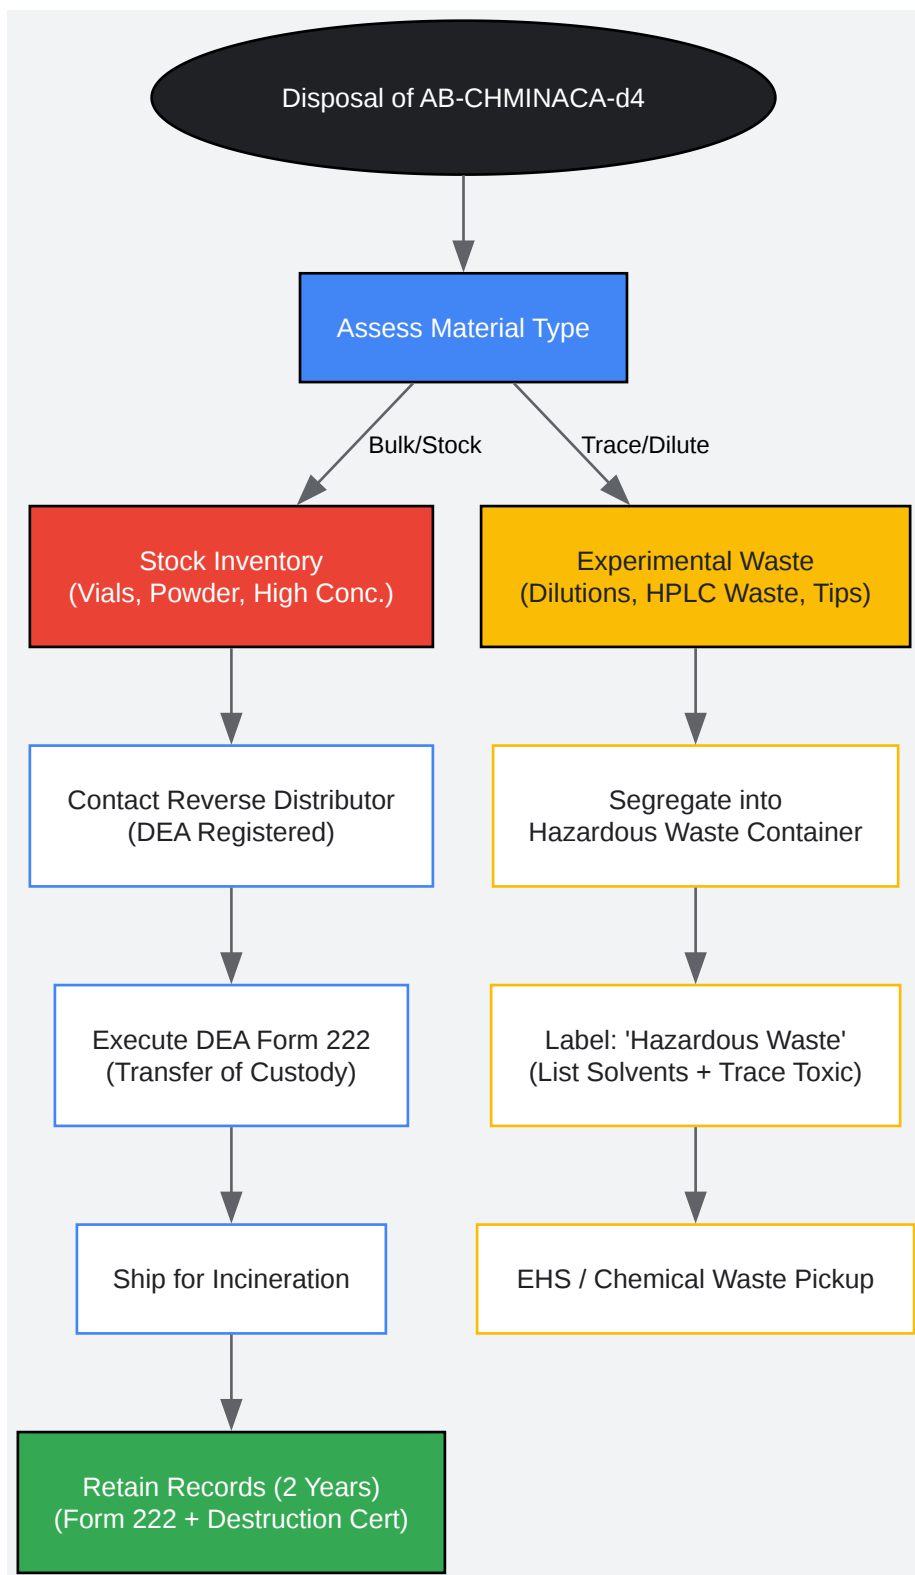 Disposal of AB-CHMINACA-d4
Assess Material Type
Bulk/Stock
Trace/Dilute
Stock Inventory
(Vials, Powder, High Conc.)
Experimental Waste
(Dilutions, HPLC Waste, Tips)
Contact Reverse Distributor
(DEA Registered)
Segregate into
Hazardous Waste Container
Execute DEA Form 222
(Transfer of Custody)
Label: 'Hazardous Waste'
(List Solvents + Trace Toxic)
Ship for Incineration
EHS / Chemical Waste Pickup
Retain Records (2 Years)
(Form 222 + Destruction Cert)